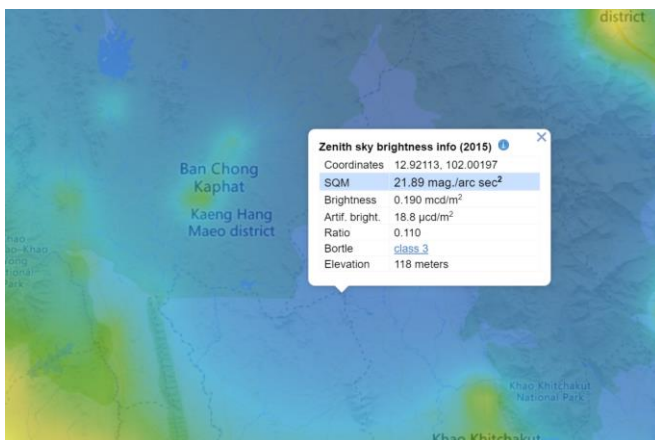 district
Zenith sky brightness info (2015)
Coordinates 12.92113, 102.00197
SQM 21.89 mag./arc sec²
Brightness 0.190 mcd/m²
Artif. bright. 18.8 μcd/m²
Ratio 0.110
Bortle class 3
Elevation 118 meters
Ban Chong
Kaphat
Kaeng Hang
Maeo district
Khao Khitchakut
National Park
Khao Khitchakut